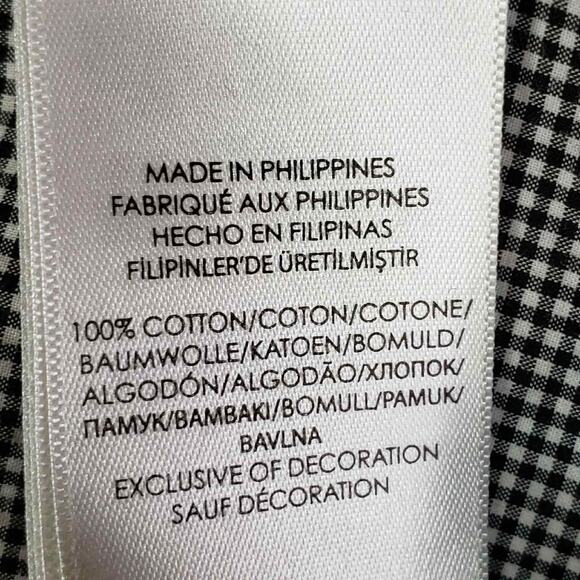 MADE IN PHILIPPINES
FABRIQUÉ AUX PHILIPPINES
HECHO EN FILIPINAS
FİLİPİNLER'DE ÜRETİLMİŞTİR
100% COTTON/COTON/COTONE/
BAUMWOLLE/KATOEN/BOMULD/
ALGODÓN/ALGODÃO/ХЛОПОК/
ПАМУК/BAMBAKI/BOMULL/PAMUK/
BAVLNA
EXCLUSIVE OF DECORATION
SAUF DÉCORATION